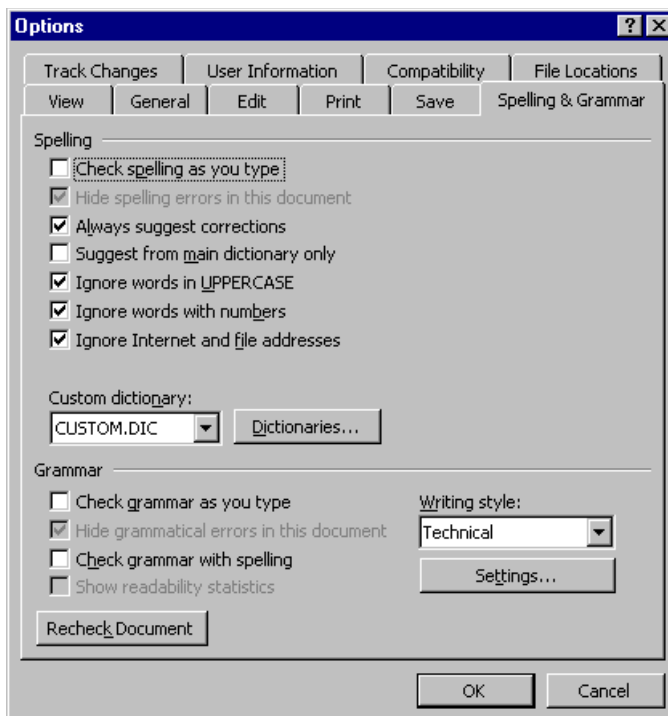 Options
Track Changes User Information Compatibility File Locations
View General Edit Print Save Spelling & Grammar
Spelling
Check spelling as you type
Hide spelling errors in this document
Always suggest corrections
Suggest from main dictionary only
Ignore words in UPPERCASE
Ignore words with numbers
Ignore Internet and file addresses
Custom dictionary:
CUSTOM.DIC Dictionaries...
Grammar
Check grammar as you type
Hide grammatical errors in this document
Check grammar with spelling
Show readability statistics
Writing style:
Technical
Settings...
Recheck Document
OK Cancel